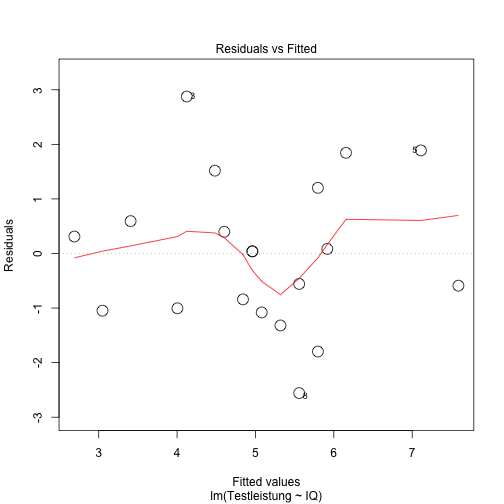 Residuals vs Fitted
3
2
1
0
-1
-2
-3
Residuals
5
8
3 4 5 6 7
Fitted values
lm(Testleistung ~ IQ)